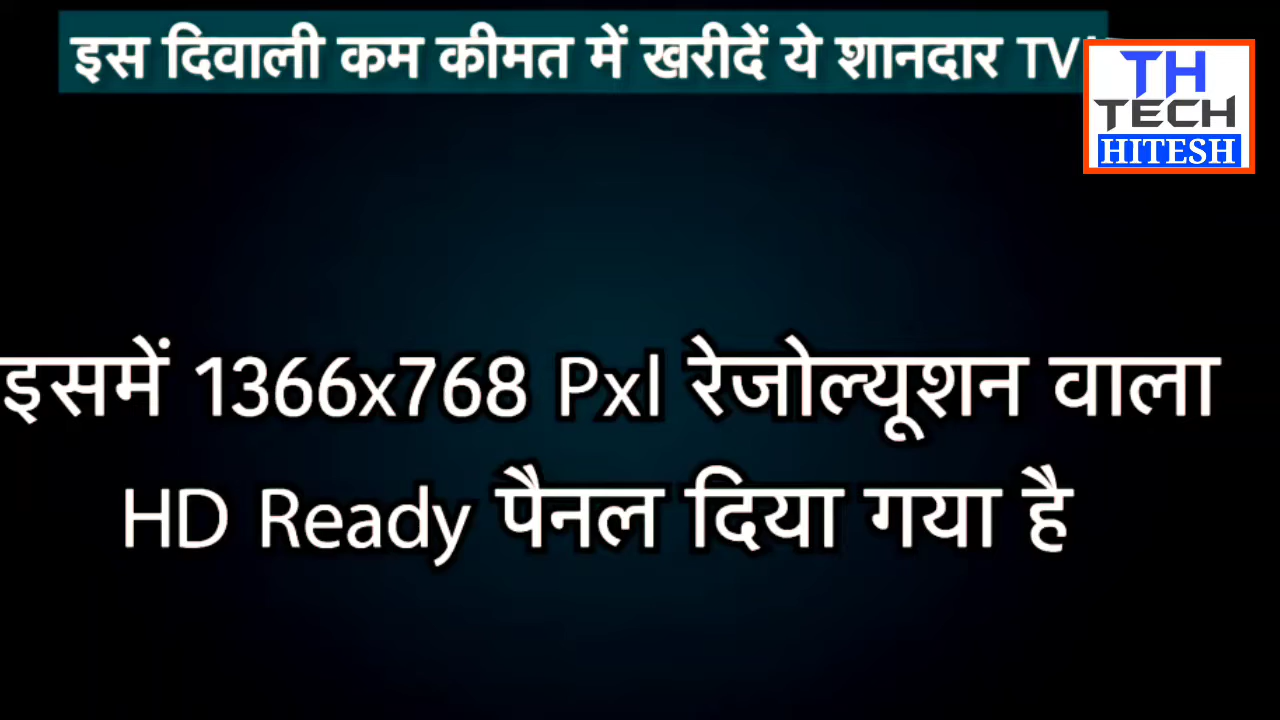 इस दिवाली कम कीमत में खरीदें ये शानदार TV
TH
TECH
HITESH
इसमें 1366x768 Pxl रेजोल्यूशन वाला
HD Ready पैनल दिया गया है